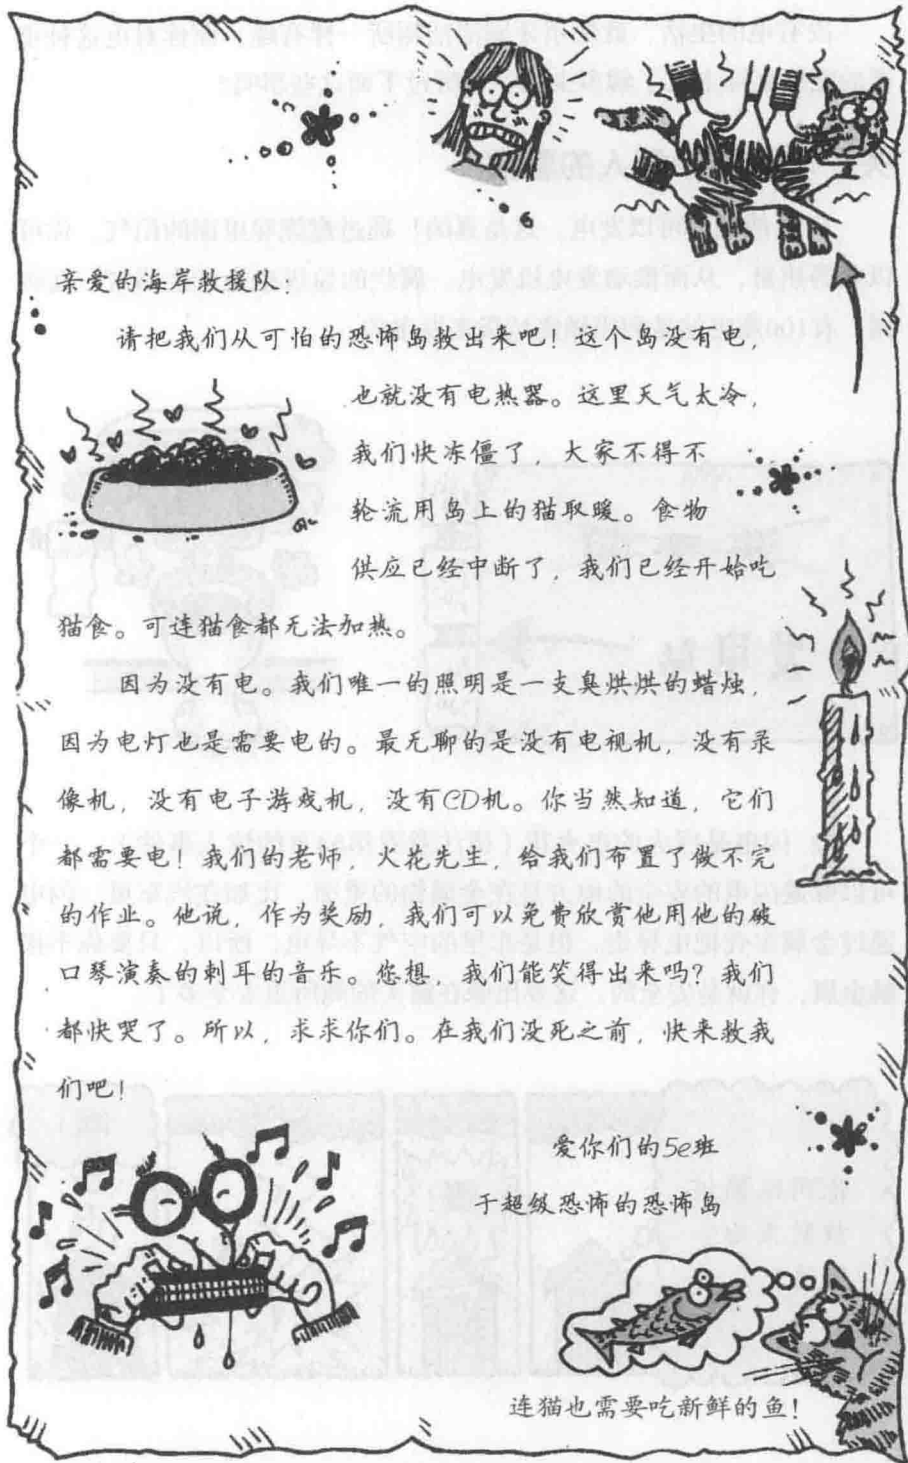 亲爱的海岸救援队：
请把我们从可怕的恐怖岛救出来吧！这个岛没有电，
也就没有电热器。这里天气太冷，
我们快冻僵了，大家不得不
轮流用岛上的猫取暖。食物
供应已经中断了，我们已经开始吃
猫食。可连猫食都无法加热。
因为没有电。我们唯一的照明是一支臭烘烘的蜡烛，
因为电灯也是需要电的。最无聊的是没有电视机，没有录
像机，没有电子游戏机，没有CD机。你当然知道，它们
都需要电！我们的老师，火花先生，给我们布置了做不完
的作业。他说，作为奖励，我们可以免费欣赏他用他的破
口琴演奏的刺耳的音乐。您想，我们能笑得出来吗？我们
都快哭了。所以，求求你们。在我们没死之前，快来救我
们吧！
爱你们的5e班
于超级恐怖的恐怖岛
连猫也需要吃新鲜的鱼！